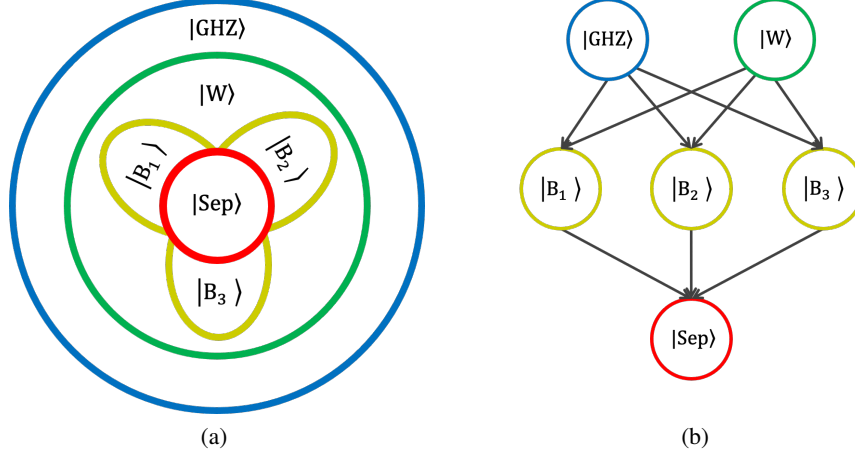 |GHZ⟩
|W⟩
|B₁⟩
|B₂⟩
|Sep⟩
|B₃ ⟩
(a)
|GHZ⟩
|W⟩
|B₁ ⟩
|B₂ ⟩
|B₃ ⟩
|Sep⟩
(b)